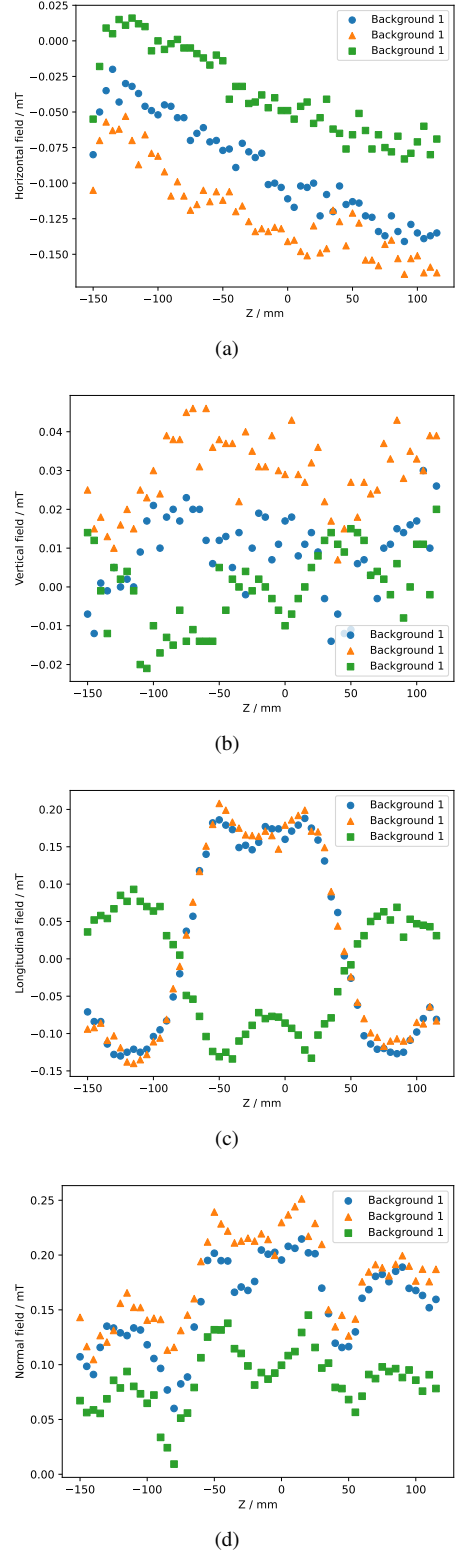 0.025
0.000
−0.025
−0.050
−0.075
−0.100
−0.125
−0.150
Horizontal field / mT
Background 1
Background 1
Background 1
−150 −100 −50 0 50 100
Z / mm
(a)
0.04
0.03
0.02
0.01
0.00
−0.01
−0.02
Vertical field / mT
Background 1
Background 1
Background 1
−150 −100 −50 0 50 100
Z / mm
(b)
0.20
0.15
0.10
0.05
0.00
−0.05
−0.10
−0.15
Longitudinal field / mT
Background 1
Background 1
Background 1
−150 −100 −50 0 50 100
Z / mm
(c)
0.25
0.20
0.15
0.10
0.05
0.00
Normal field / mT
Background 1
Background 1
Background 1
−150 −100 −50 0 50 100
Z / mm
(d)